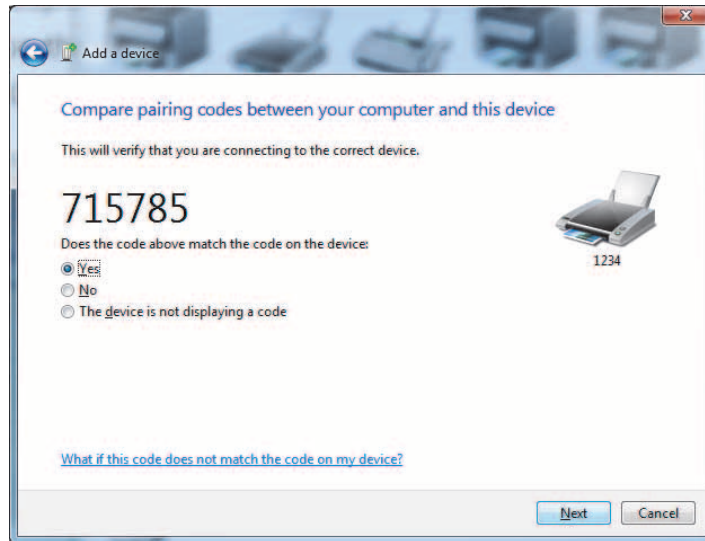 Add a device
Compare pairing codes between your computer and this device
This will verify that you are connecting to the correct device.
715785
Does the code above match the code on the device:
1234
Yes
No
The device is not displaying a code
What if this code does not match the code on my device?
Next Cancel